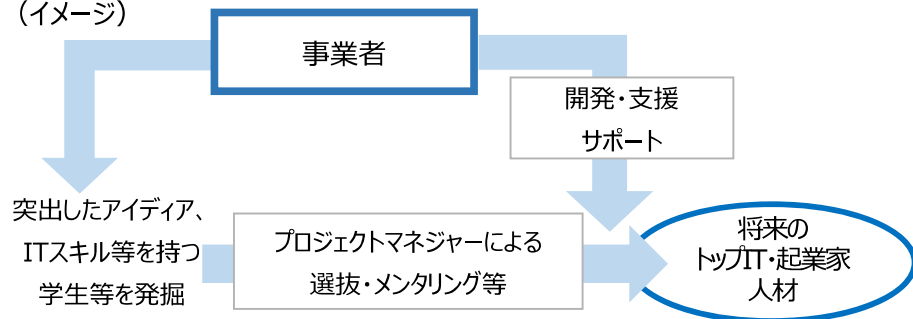 （イメージ）
事業者
開発・支援
サポート
突出したアイディア、
ITスキル等を持つ
学生等を発掘
プロジェクトマネジャーによる
選抜・メンタリング等
将来の
トップIT・起業家
人材